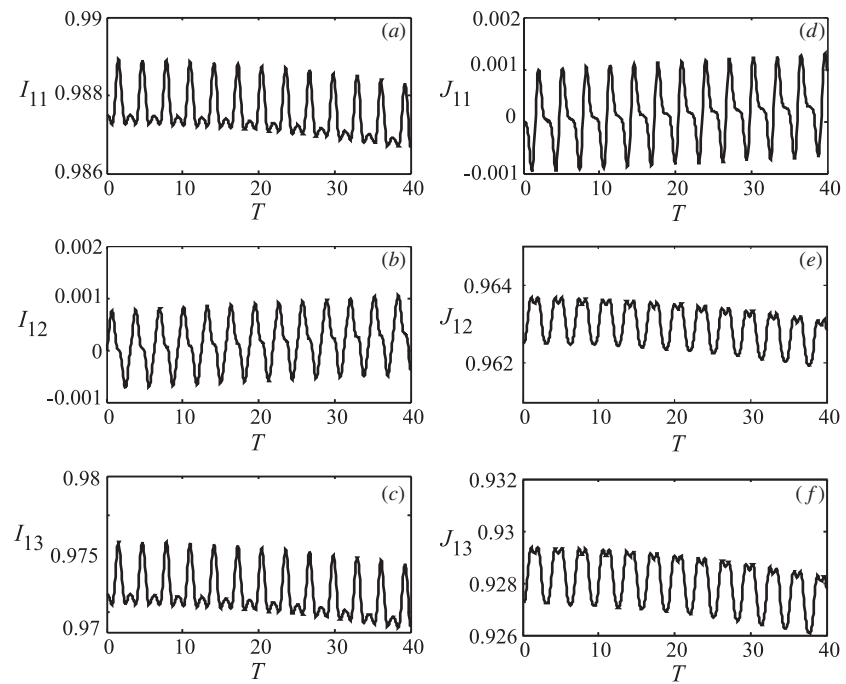 0.99
(a)
I11
0.988
0.986
0 10 20 30 40
T
0.002
(b)
0.001
I12
0
-0.001
0 10 20 30 40
T
0.98
(c)
I13
0.975
0.97
0 10 20 30 40
T
0.002
(d)
0.001
J11
0
-0.001
0 10 20 30 40
T
(e)
0.964
J12
0.962
0 10 20 30 40
T
0.932
(f)
0.93
J13
0.928
0.926
0 10 20 30 40
T